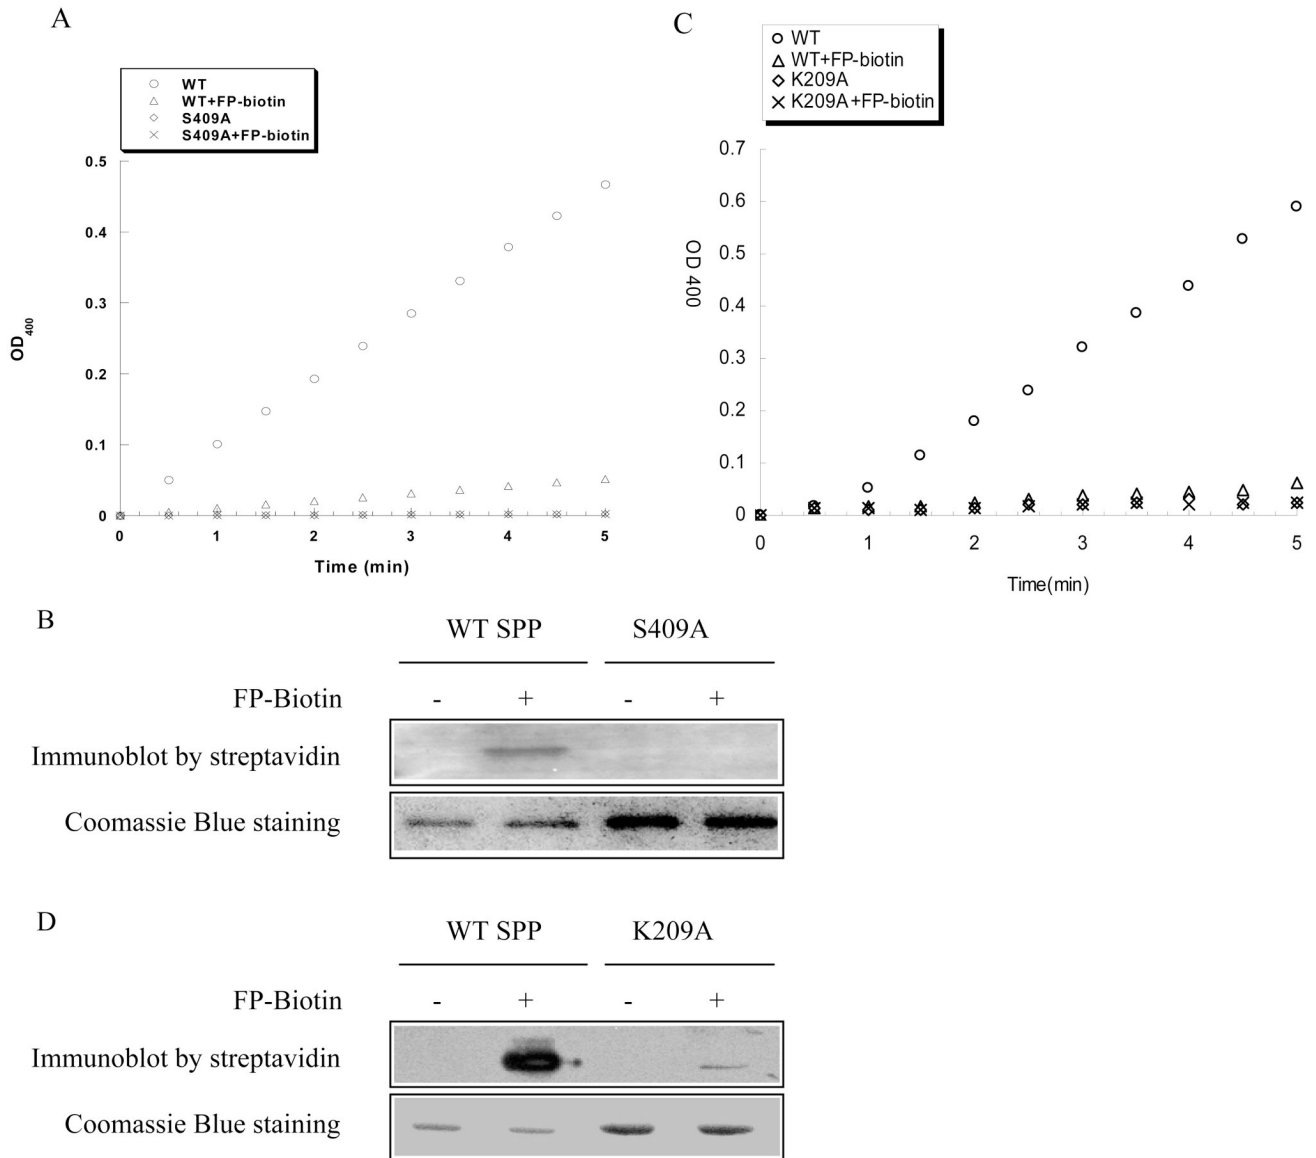 A
WT
WT+FP-biotin
S409A
S409A+FP-biotin
0.5
0.4
0.3
0.2
0.1
0
OD400
0 1 2 3 4 5
Time (min)
C
WT
WT+FP-biotin
K209A
K209A+FP-biotin
0.7
0.6
0.5
0.4
0.3
0.2
0.1
0
OD 400
0 1 2 3 4 5
Time(min)
B
WT SPP S409A
FP-Biotin - + - +
Immunoblot by streptavidin
Coomassie Blue staining
D
WT SPP K209A
FP-Biotin - + - +
Immunoblot by streptavidin
Coomassie Blue staining